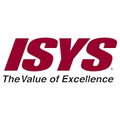 ISYS
The Value of Excellence